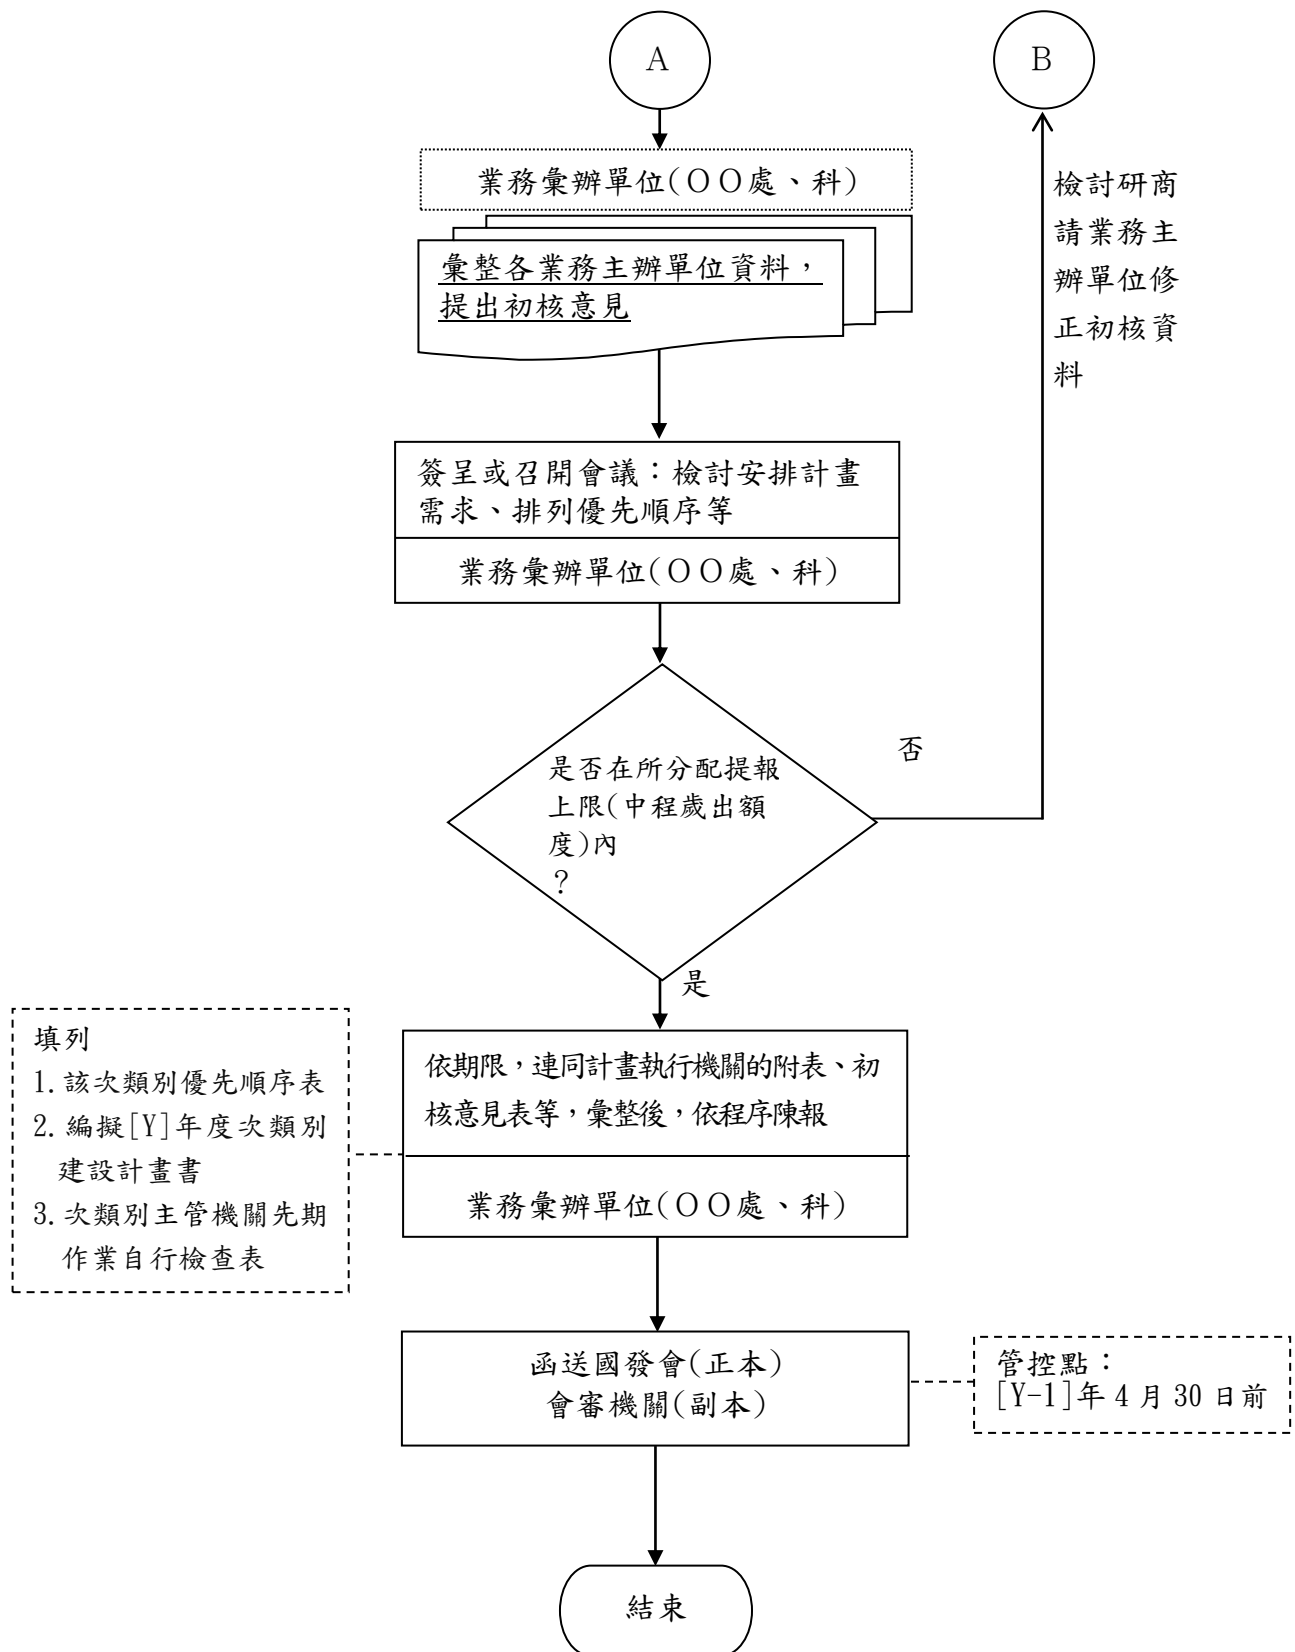 A
B
業務彙辦單位(ＯＯ處、科)
檢討研商
請業務主
辦單位修
正初核資
料
彙整各業務主辦單位資料，
提出初核意見
簽呈或召開會議：檢討安排計畫
需求、排列優先順序等
業務彙辦單位(ＯＯ處、科)
是否在所分配提報
上限(中程歲出額
度)內
？
否
是
填列
1.該次類別優先順序表
2.編擬[Y]年度次類別
建設計畫書
3.次類別主管機關先期
作業自行檢查表
依期限，連同計畫執行機關的附表、初
核意見表等，彙整後，依程序陳報
業務彙辦單位(ＯＯ處、科)
函送國發會(正本)
會審機關(副本)
管控點：
[Y-1]年 4 月 30 日前
結束